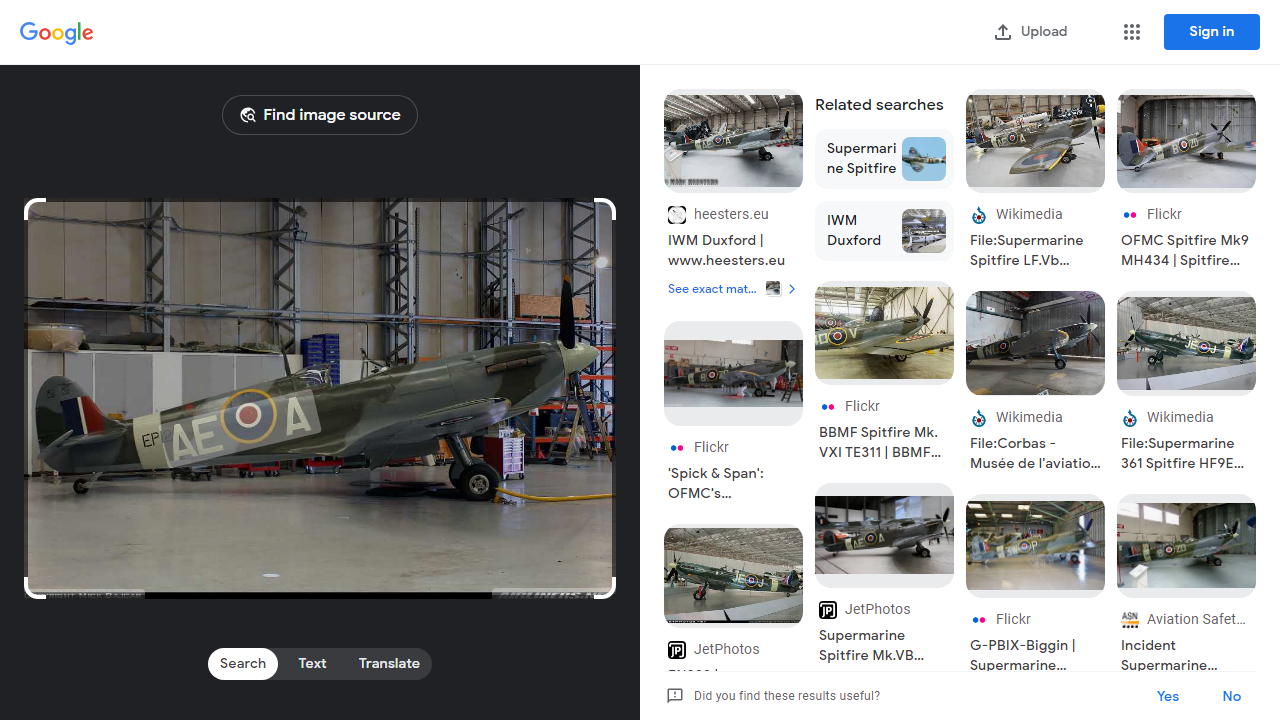 Google
Upload
Sign in
Find image source
EP
AE A
Search
Text
Translate
heesters.eu
IWM Duxford |
www.heesters.eu
See exact mat...
Flickr
'Spick & Span':
OFMC's...
JetPhotos
Related searches
Supermari
ne Spitfire
IWM
Duxford
Flickr
BBMF Spitfire Mk.
VXI TE311 | BBMF...
JetPhotos
Supermarine
Spitfire Mk.VB...
Wikimedia
File:Supermarine
Spitfire LF.Vb...
Wikimedia
File:Corbas -
Musée de l'aviatio...
Flickr
G-PBIX-Biggin |
Supermarine...
Flickr
OFMC Spitfire Mk9
MH434 | Spitfire...
Wikimedia
File:Supermarine
361 Spitfire HF9E...
ASN
Aviation Safet...
Incident
Supermarine...
Did you find these results useful?
Yes
No